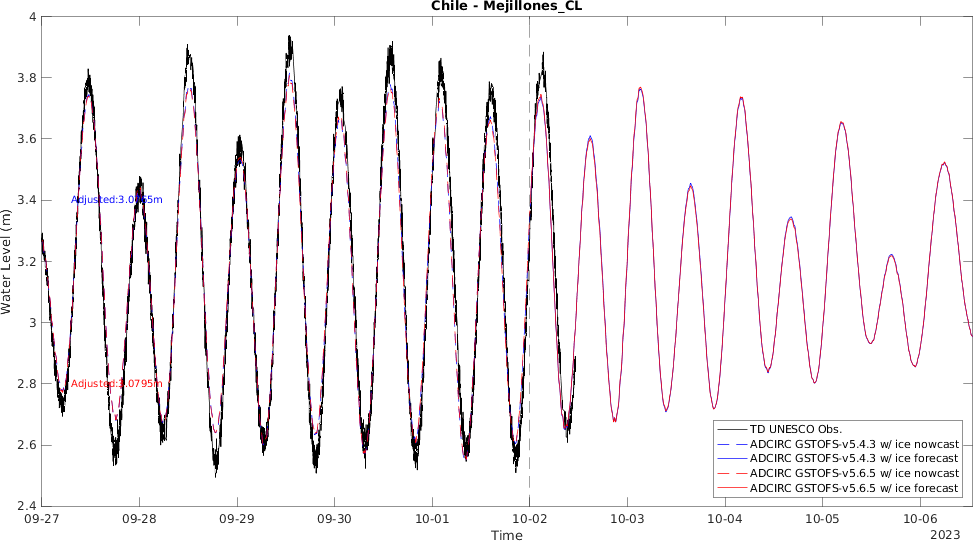 Chile - Mejillones_CL
4
3.8
3.6
3.4
3.2
3
2.8
2.6
2.4
Water Level (m)
Adjusted:3.0
Adjusted:3.0795m
TD UNESCO Obs.
ADCIRC GSTOFS-v5.4.3 w/ ice nowcast
ADCIRC GSTOFS-v5.4.3 w/ ice forecast
ADCIRC GSTOFS-v5.6.5 w/ ice nowcast
ADCIRC GSTOFS-v5.6.5 w/ ice forecast
09-27 09-28 09-29 09-30 10-01 10-02 10-03 10-04 10-05 10-06
Time
2023